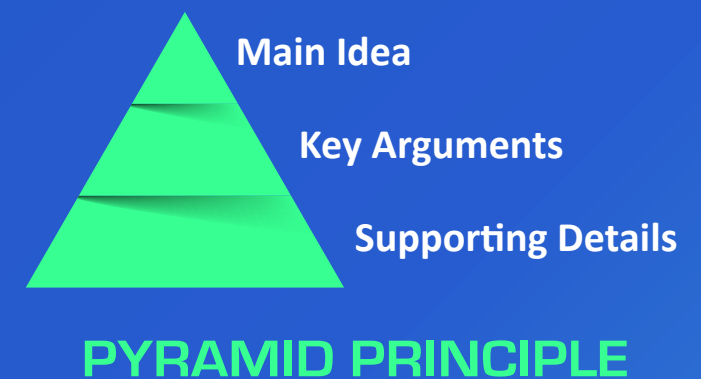 Main Idea
Key Arguments
Supporting Details
PYRAMID PRINCIPLE